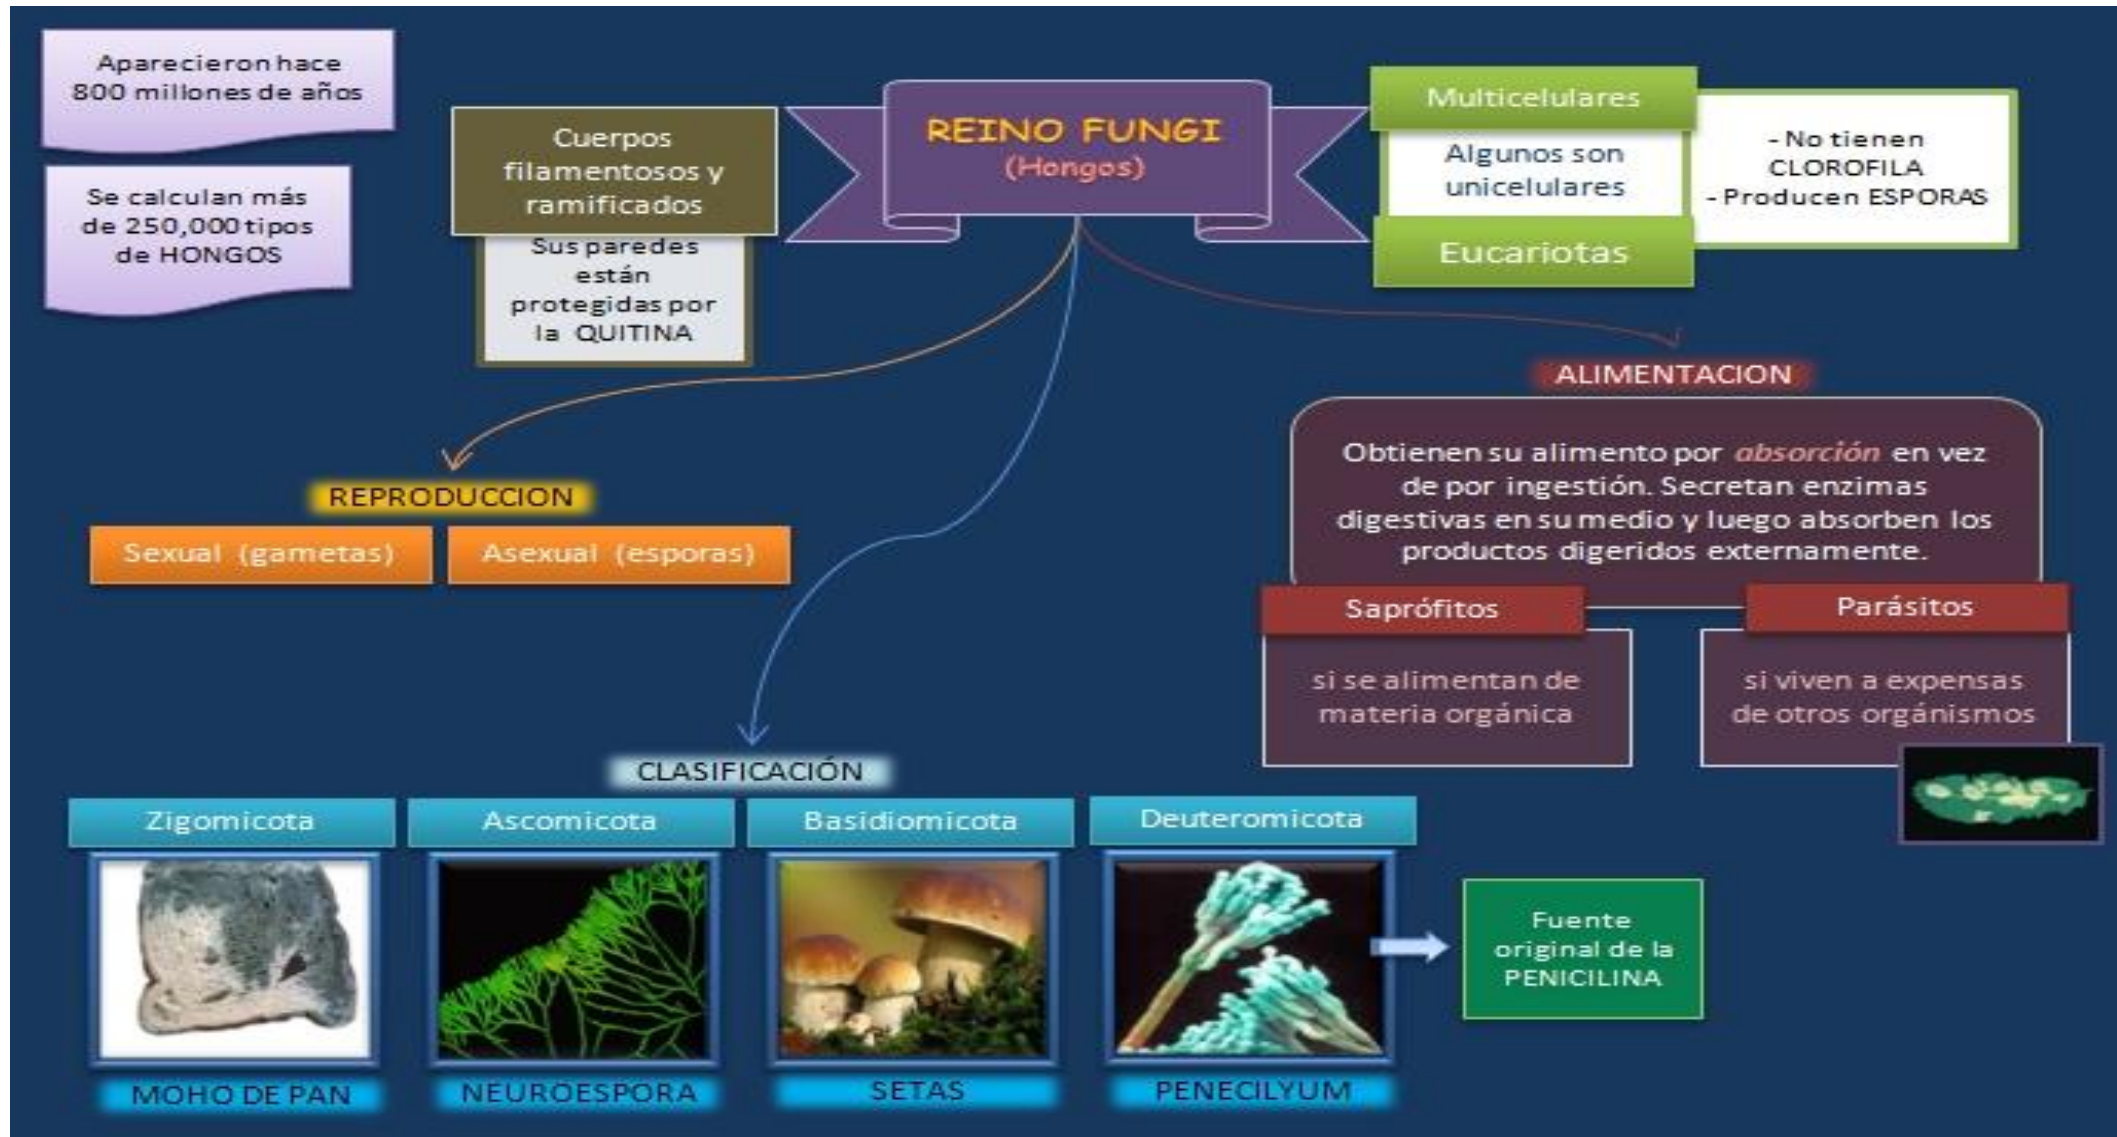 Aparecieron hace
800 millones de años
Se calculan más
de 250,000 tipos
de HONGOS
Cuerpos
filamentosos y
ramificados
Sus paredes
están
protegidas por
la QUITINA
REINO FUNGI
(Hongos)
Multicelulares
Algunos son
unicelulares
Eucariotas
- No tienen
CLOROFILA
- Producen ESPORAS
REPRODUCCION
Sexual (gametas)
Asexual (esporas)
ALIMENTACION
Obtienen su alimento por absorción en vez
de por ingestión. Secretan enzimas
digestivas en su medio y luego absorben los
productos digeridos externamente.
Saprófitos
si se alimentan de
materia orgánica
Parásitos
si viven a expensas
de otros orgánismos
CLASIFICACIÓN
Zigomicota
Ascomicota
Basidiomicota
Deuteromicota
MOHO DE PAN
NEUROESPORA
SETAS
PENECILYUM
Fuente
original de la
PENICILINA